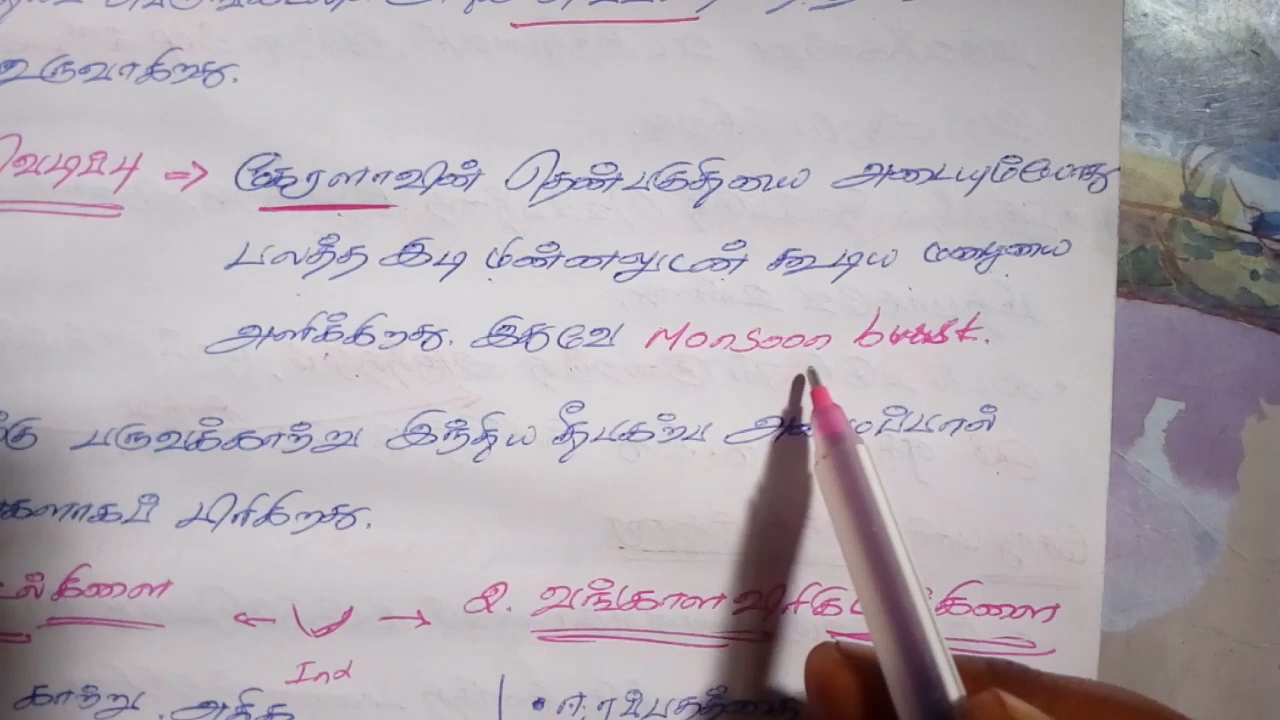 உருவாகிறது.
வெடிப்பு => கேரளாவின் தென்பகுதியை அடையும்போது
பலத்த இடி மின்னலுடன் கூடிய மழையை
அளிக்கிறது. இதுவே Monsoon burst.
பருவக்காற்று இந்திய தீபகற்ப அமைப்பால்
களாகப் பிரிகிறது.
கிளை ← → 2. வங்காள விரிகுடா கிளை
Ind
காற்று அதிக